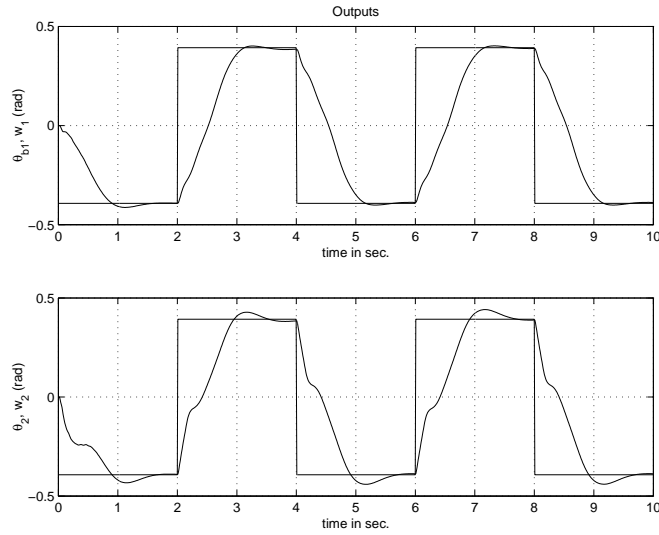 Outputs
0.5
0
−0.5
θb1, w1 (rad)
0 1 2 3 4 5 6 7 8 9 10
time in sec.
0.5
0
−0.5
θ2, w2 (rad)
0 1 2 3 4 5 6 7 8 9 10
time in sec.